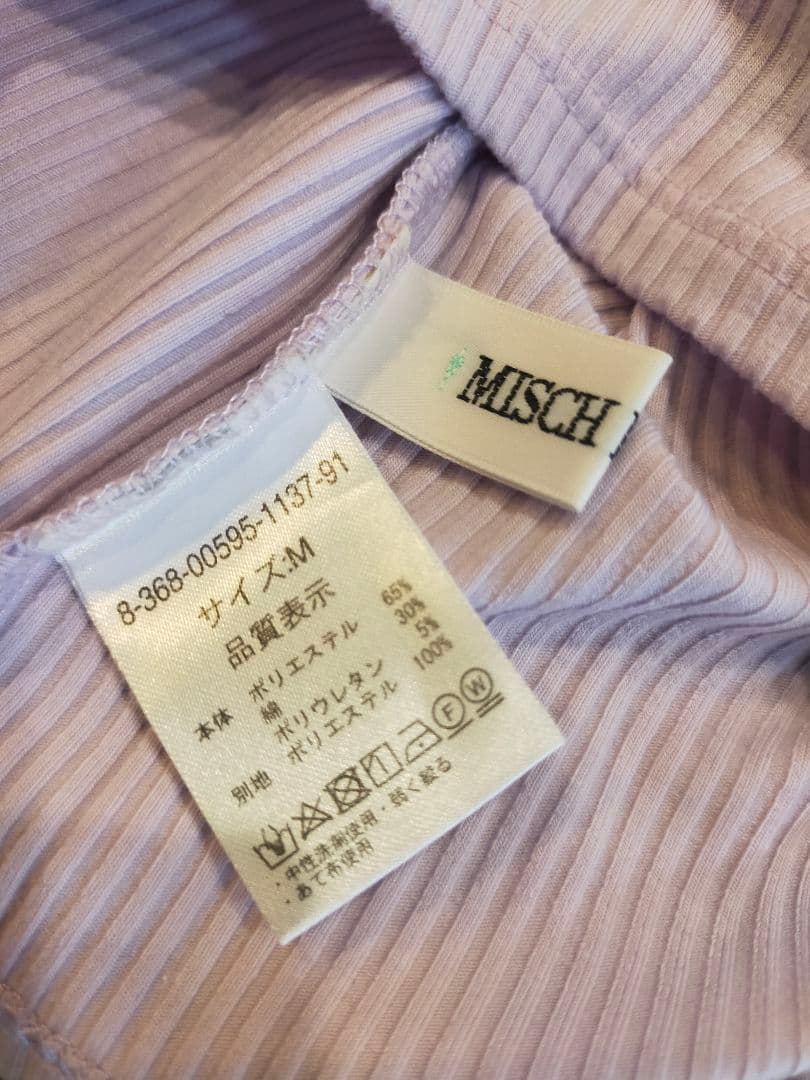 MISCH
8-368-00595-1137-91
サイズ:M
品質表示
本体 ポリエステル 65%
綿 30%
ポリウレタン 5%
別地 ポリエステル 100%
F W
・中性洗剤使用・弱く絞る
・あて布使用